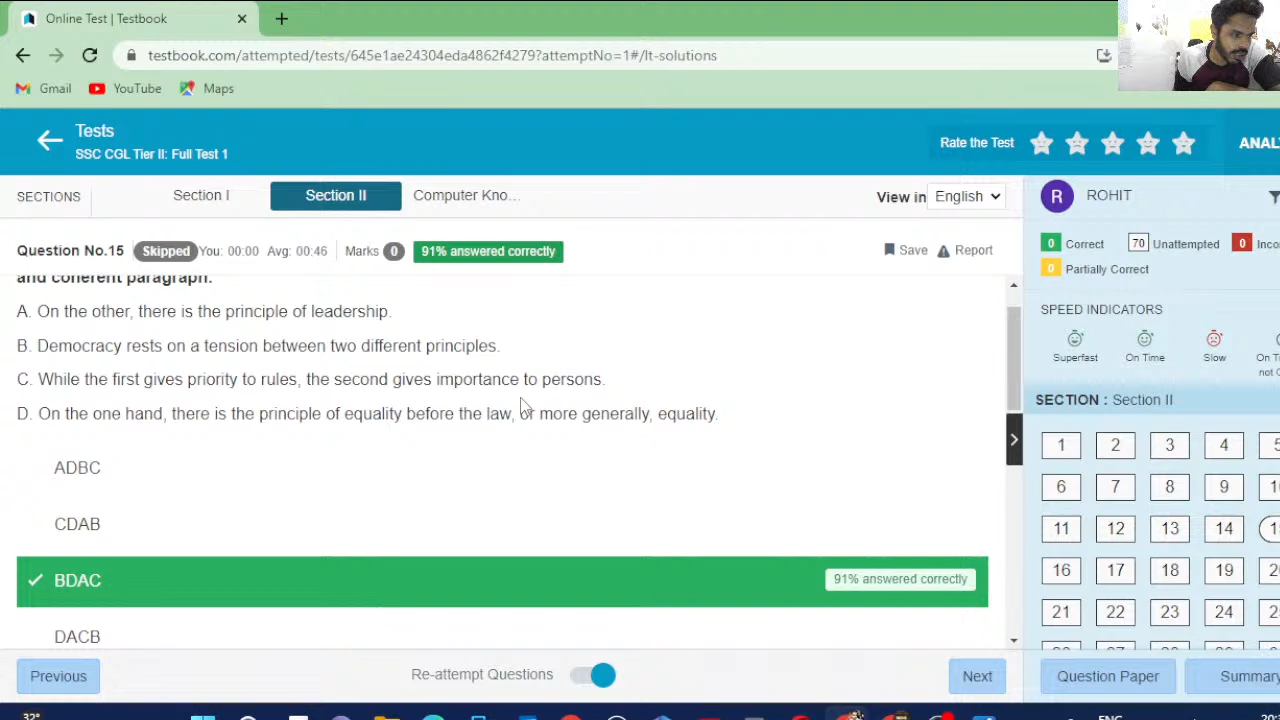 Online Test | Testbook
testbook.com/attempted/tests/645e1ae24304eda4862f4279?attemptNo=1#/lt-solutions
Gmail YouTube Maps
Tests
SSC CGL Tier II: Full Test 1
Rate the Test
SECTIONS Section I Section II Computer Kno... View in English
ROHIT
Question No.15 Skipped You: 00:00 Avg: 00:46 Marks 0 91% answered correctly Save Report
0 Correct 70 Unattempted 0
0 Partially Correct
and coherent paragraph.
A. On the other, there is the principle of leadership.
B. Democracy rests on a tension between two different principles.
C. While the first gives priority to rules, the second gives importance to persons.
D. On the one hand, there is the principle of equality before the law, or more generally, equality.
ADBC
CDAB
BDAC 91% answered correctly
DACB
SPEED INDICATORS
Superfast On Time Slow
SECTION : Section II
1 2 3 4
6 7 8 9
11 12 13 14
16 17 18 19
21 22 23 24
Previous Re-attempt Questions Next Question Paper Summary
32° ENG